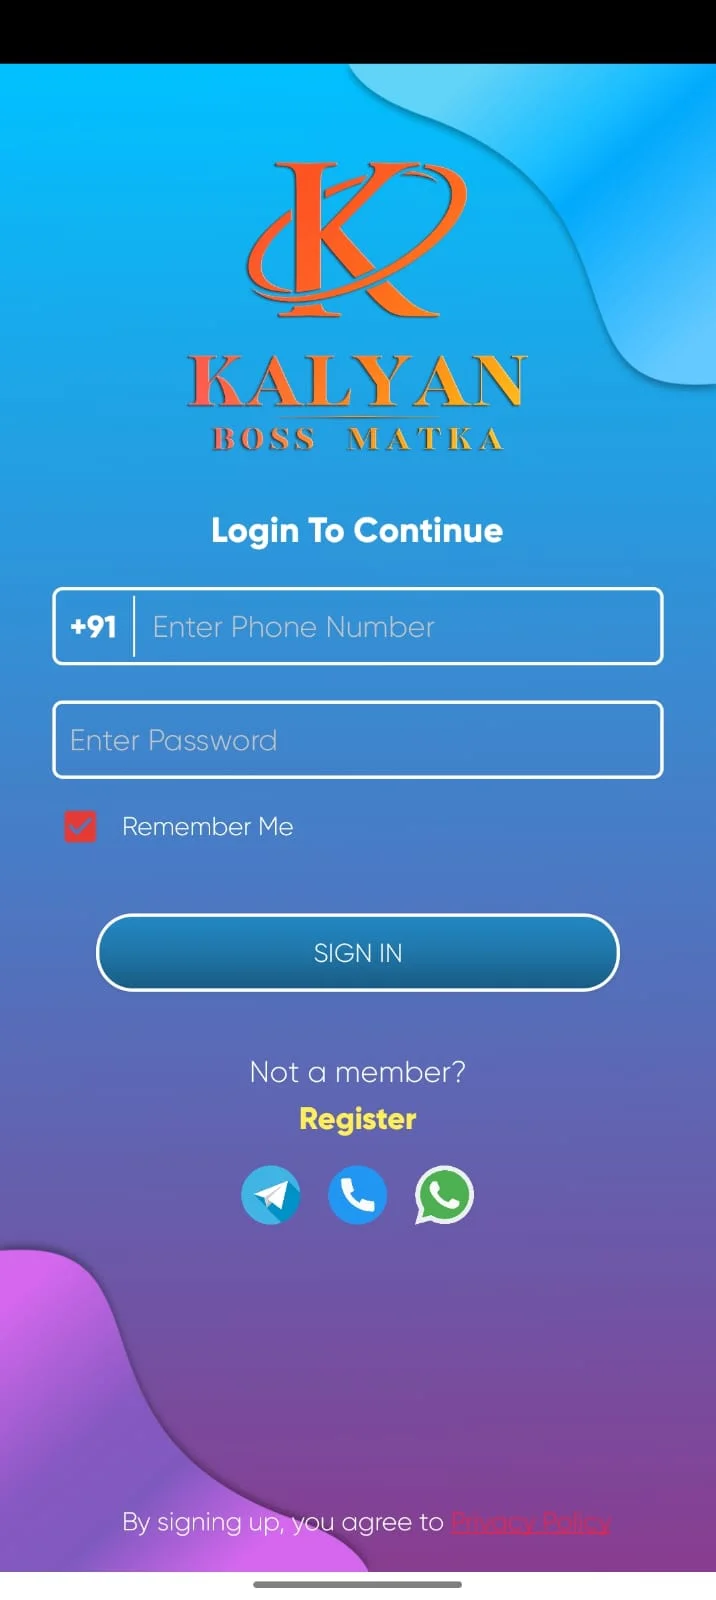 KALYAN
BOSS MATKA
Login To Continue
+91 Enter Phone Number
Enter Password
Remember Me
SIGN IN
Not a member?
Register
By signing up, you agree to Privacy Policy